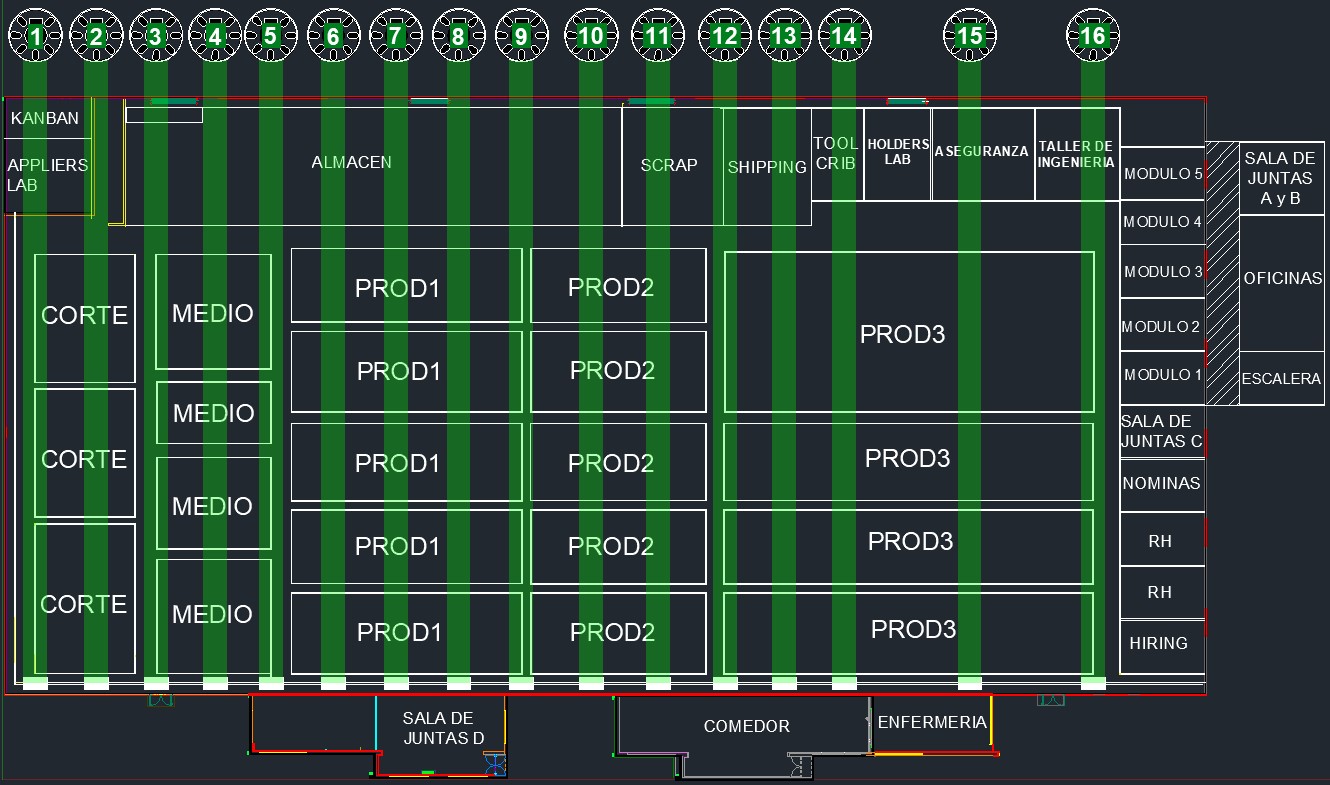 1 2 3 4 5 6 7 8 9 10 11 12 13 14 15 16
KANBAN
APPLIERS
LAB
ALMACEN
SCRAP
SHIPPING
TOOL
CRIB
HOLDERS
LAB
ASEGURANZA
TALLER DE
INGENIERIA
MODULO 5
MODULO 4
MODULO 3
MODULO 2
MODULO 1
SALA DE
JUNTAS
A y B
OFICINAS
ESCALERA
CORTE
CORTE
CORTE
MEDIO
MEDIO
MEDIO
MEDIO
PROD1
PROD1
PROD1
PROD1
PROD1
PROD2
PROD2
PROD2
PROD2
PROD2
PROD3
PROD3
PROD3
PROD3
SALA DE
JUNTAS C
NOMINAS
RH
RH
HIRING
SALA DE
JUNTAS D
COMEDOR
ENFERMERIA